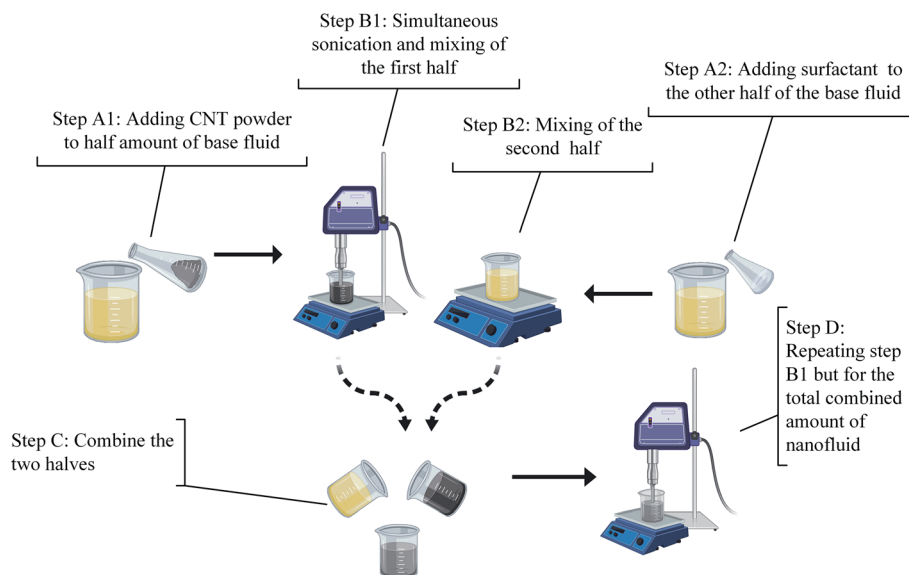 Step B1: Simultaneous
sonication and mixing of
the first half
Step A2: Adding surfactant to
the other half of the base fluid
Step A1: Adding CNT powder
to half amount of base fluid
Step B2: Mixing of the
second half
Step D:
Repeating step
B1 but for the
total combined
amount of
nanofluid
Step C: Combine the
two halves